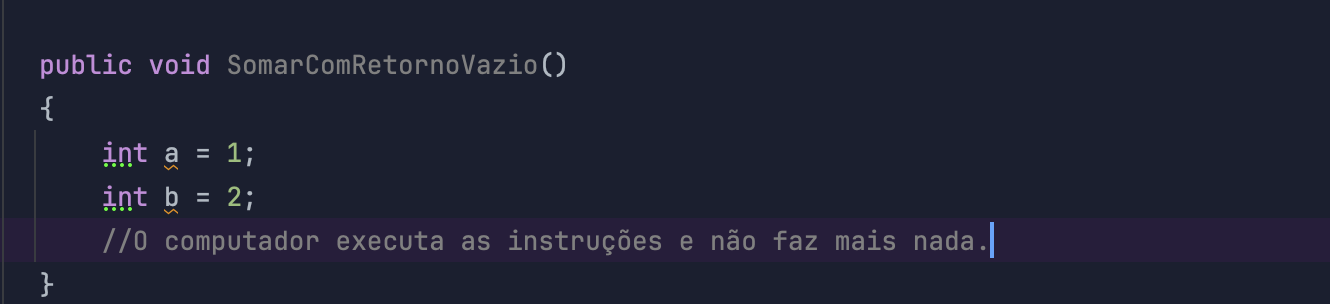 public void SomarComRetornoVazio()
{
int a = 1;
int b = 2;
//O computador executa as instruções e não faz mais nada.
}